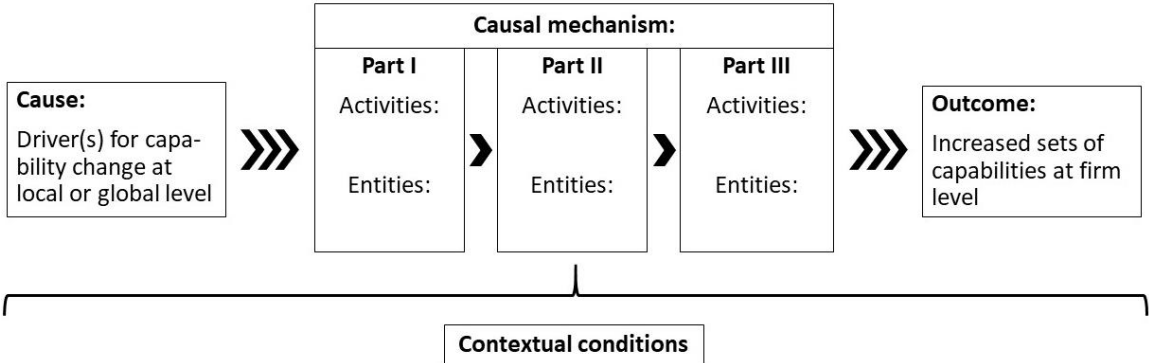 Causal mechanism:
Cause:
Driver(s) for capa-
bility change at
local or global level
Part I
Activities:
Entities:
Part II
Activities:
Entities:
Part III
Activities:
Entities:
Outcome:
Increased sets of
capabilities at firm
level
Contextual conditions